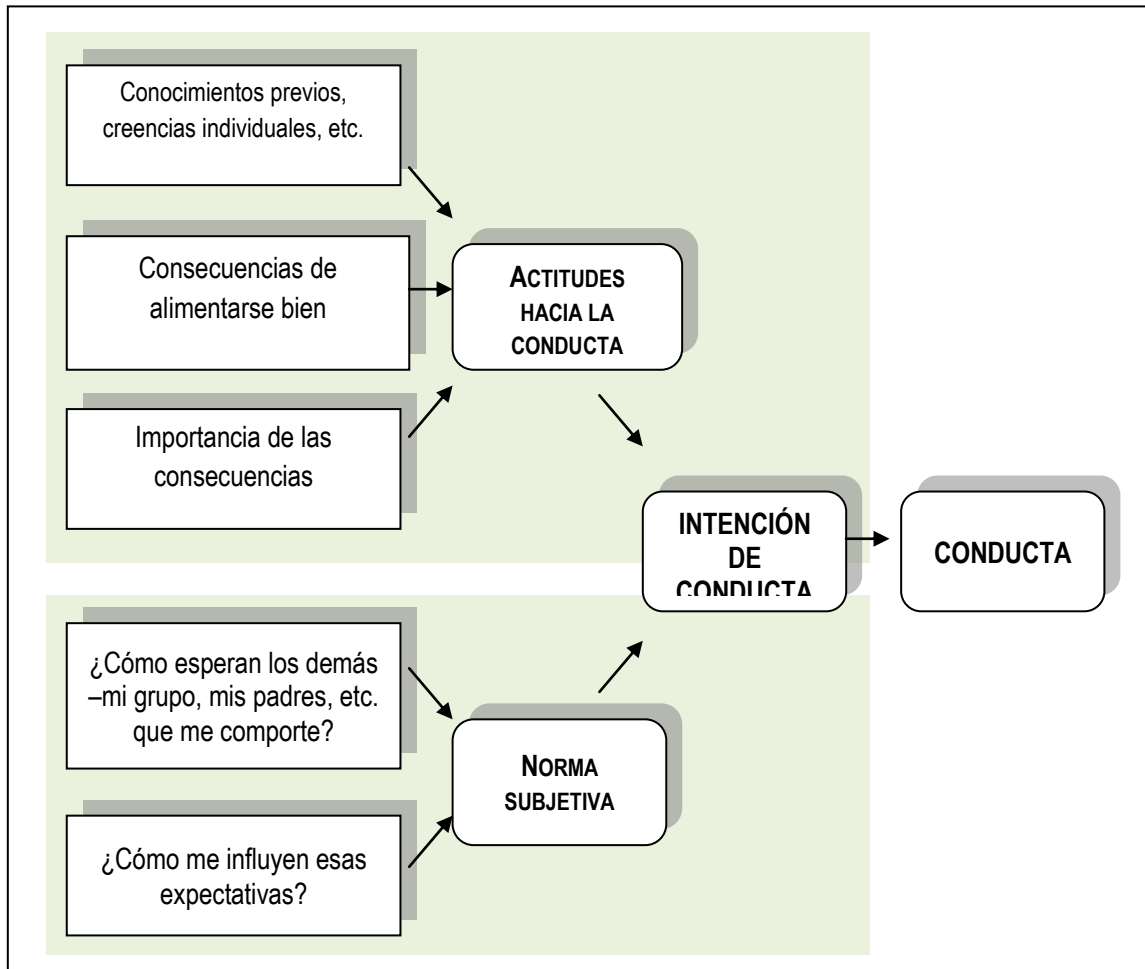 Conocimientos previos,
creencias individuales, etc.
Consecuencias de
alimentarse bien
Importancia de las
consecuencias
ACTITUDES
HACIA LA
CONDUCTA
INTENCIÓN
DE
CONDUCTA
CONDUCTA
¿Cómo esperan los demás
–mi grupo, mis padres, etc.
que me comporte?
NORMA
SUBJETIVA
¿Cómo me influyen esas
expectativas?